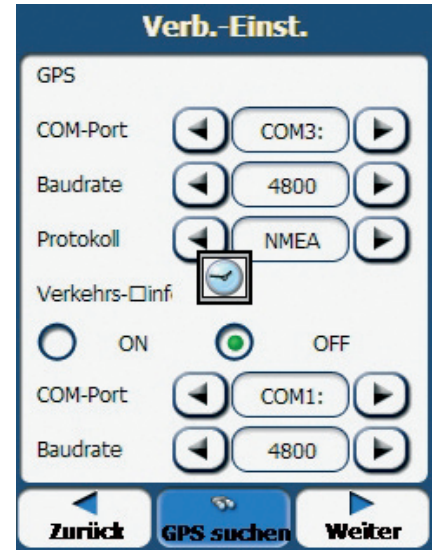 Verb.-Einst.
GPS
COM-Port COM3:
Baudrate 4800
Protokoll NMEA
Verkehrs-□inf
ON OFF
COM-Port COM1:
Baudrate 4800
Zurück GPS suchen Weiter